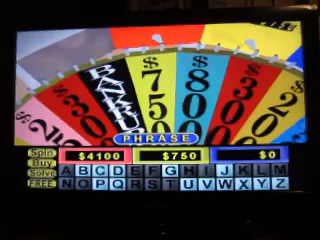 BANKRUPT
$750
$800
300
PHRASE
Spin
$4100
$750
$0
Buy
Solve
A B C D E F G H I J K L M
FREE
N O P Q R S T U V W X Y Z